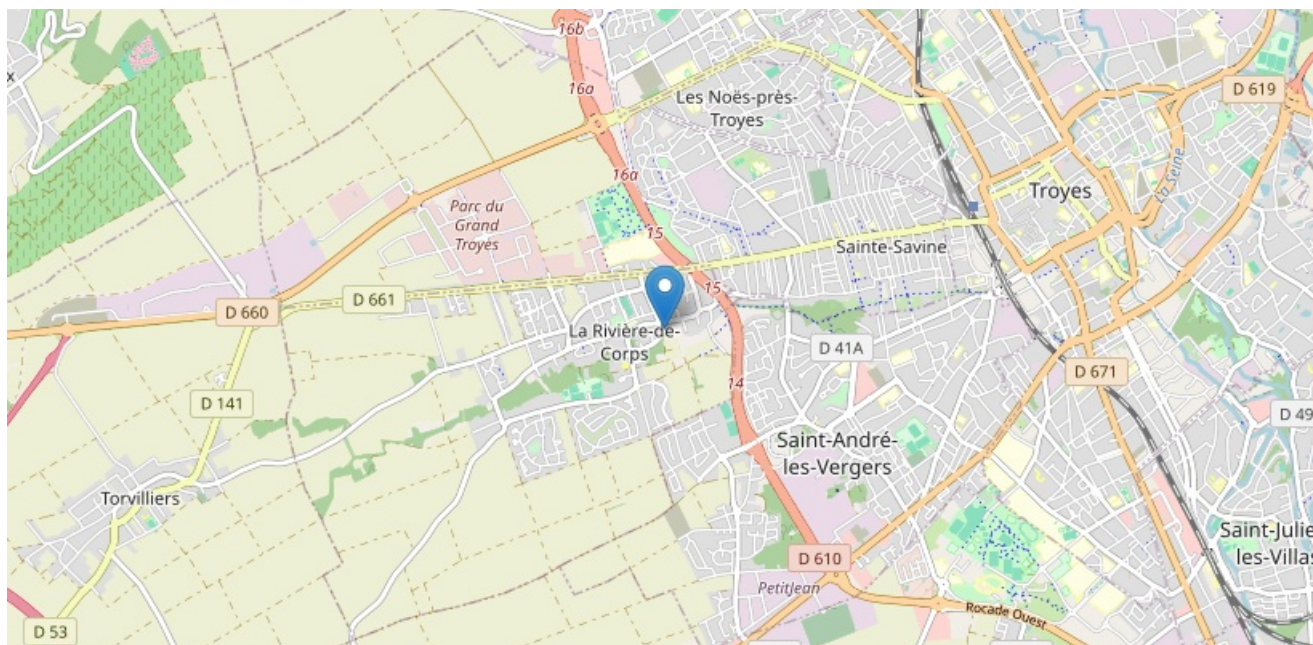 16b
D 619
16a
Les Noës-près-
Troyes
La Seine
16a
Troyes
Parc du
Grand
Troyes
15
Sainte-Savine
x
D 661
15
D 660
La Rivière-de-
Corps
D 41A
D 671
14
D 141
D 49
Saint-André-
les-Vergers
Torvilliers
Saint-Julie
les-Villas
D 610
PetitJean
Rocade Ouest
D 53